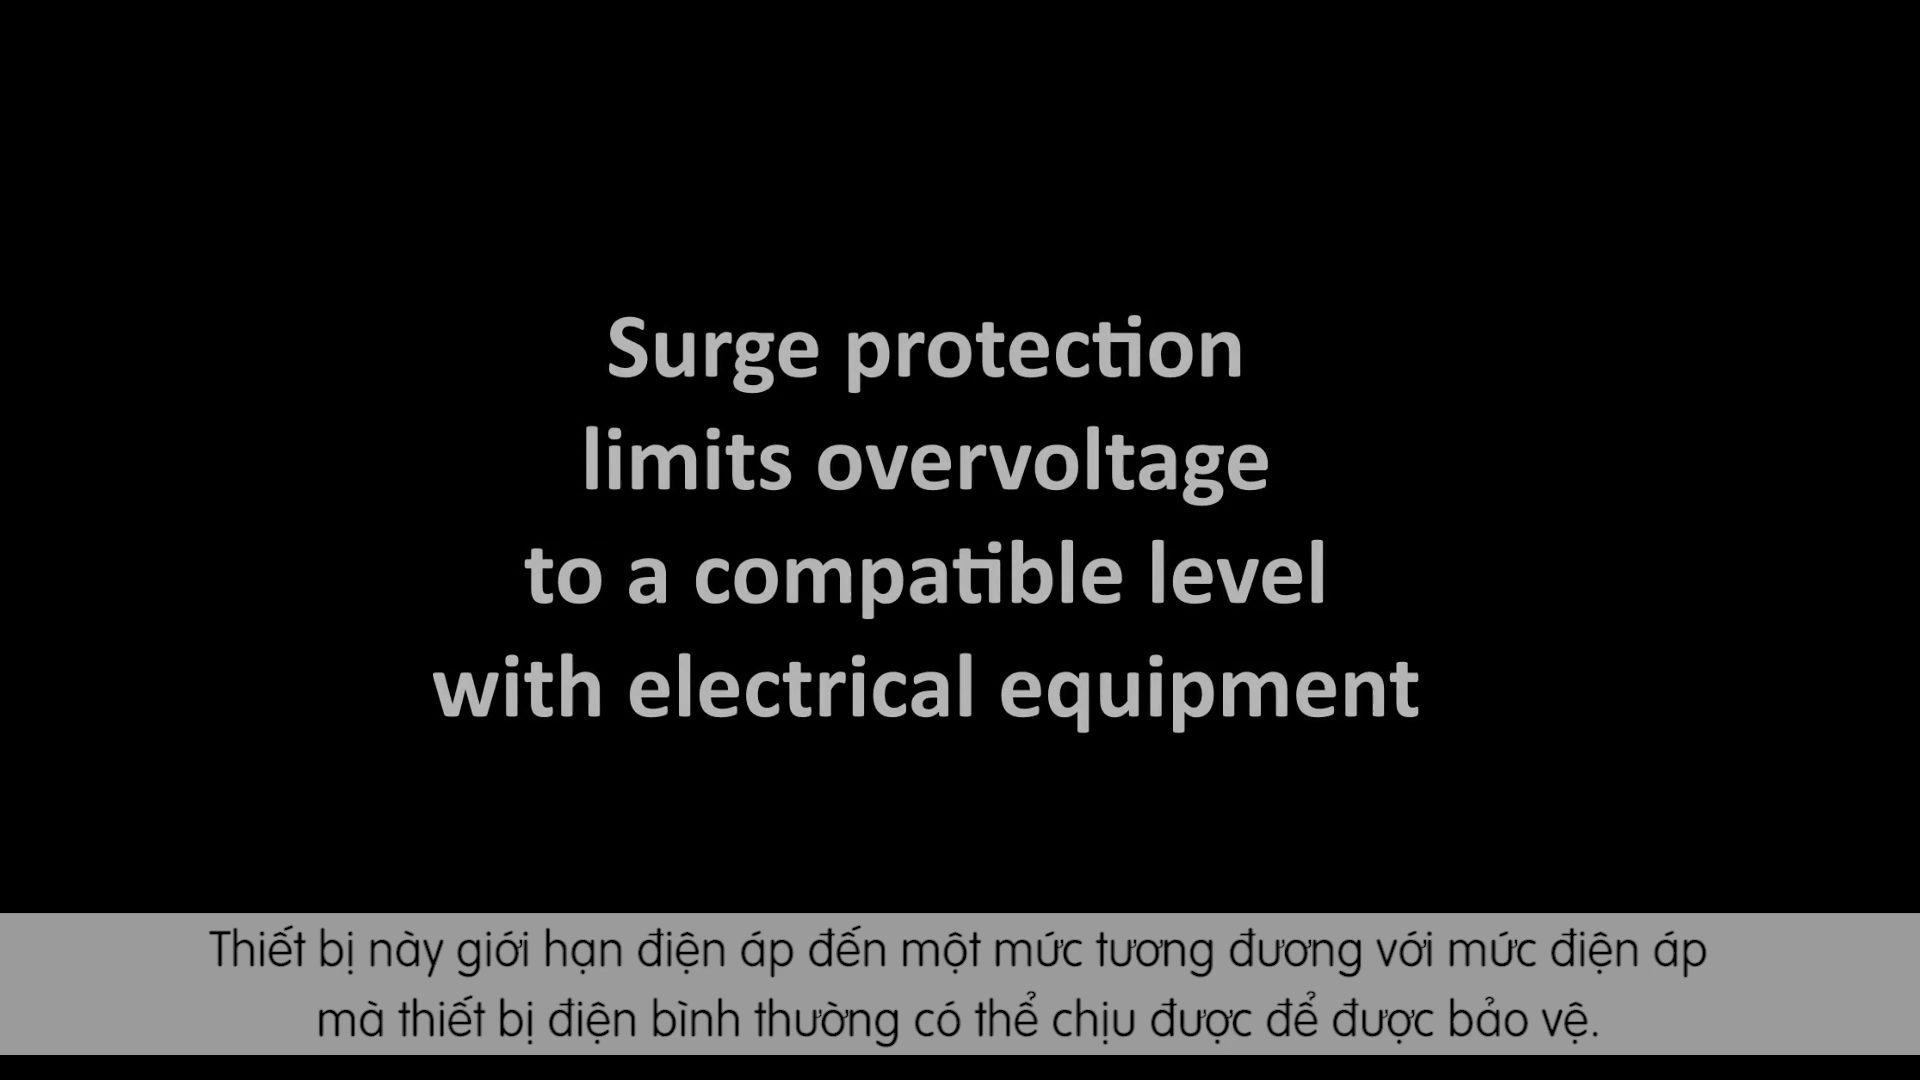 Surge protection
limits overvoltage
to a compatible level
with electrical equipment
Thiết bị này giới hạn điện áp đến một mức tương đương với mức điện áp
mà thiết bị điện bình thường có thể chịu được để được bảo vệ.